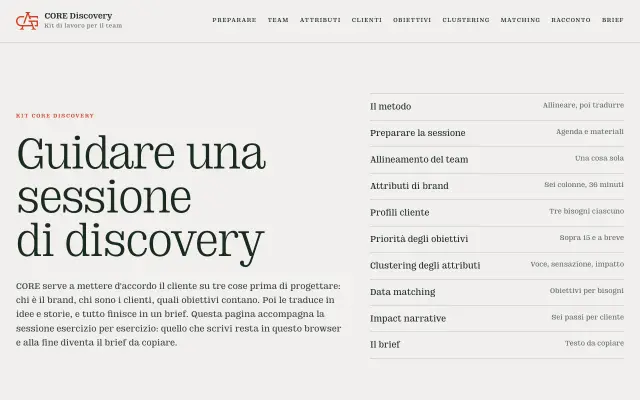 CORE Discovery
Kit di lavoro per il team
PREPARARE TEAM ATTRIBUTI CLIENTI OBIETTIVI CLUSTERING MATCHING RACCONTO BRIEF
KIT CORE DISCOVERY
Guidare una
sessione
di discovery
CORE serve a mettere d'accordo il cliente su tre cose prima di progettare:
chi è il brand, chi sono i clienti, quali obiettivi contano. Poi le traduce in
idee e storie, e tutto finisce in un brief. Questa pagina accompagna la
sessione esercizio per esercizio: quello che scrivi resta in questo browser
e alla fine diventa il brief da copiare.
Il metodo Allineare, poi tradurre
Preparare la sessione Agenda e materiali
Allineamento del team Una cosa sola
Attributi di brand Sei colonne, 36 minuti
Profili cliente Tre bisogni ciascuno
Priorità degli obiettivi Sopra 15 e a breve
Clustering degli attributi Voce, sensazione, impatto
Data matching Obiettivi per bisogni
Impact narrative Sei passi per cliente
Il brief Testo da copiare